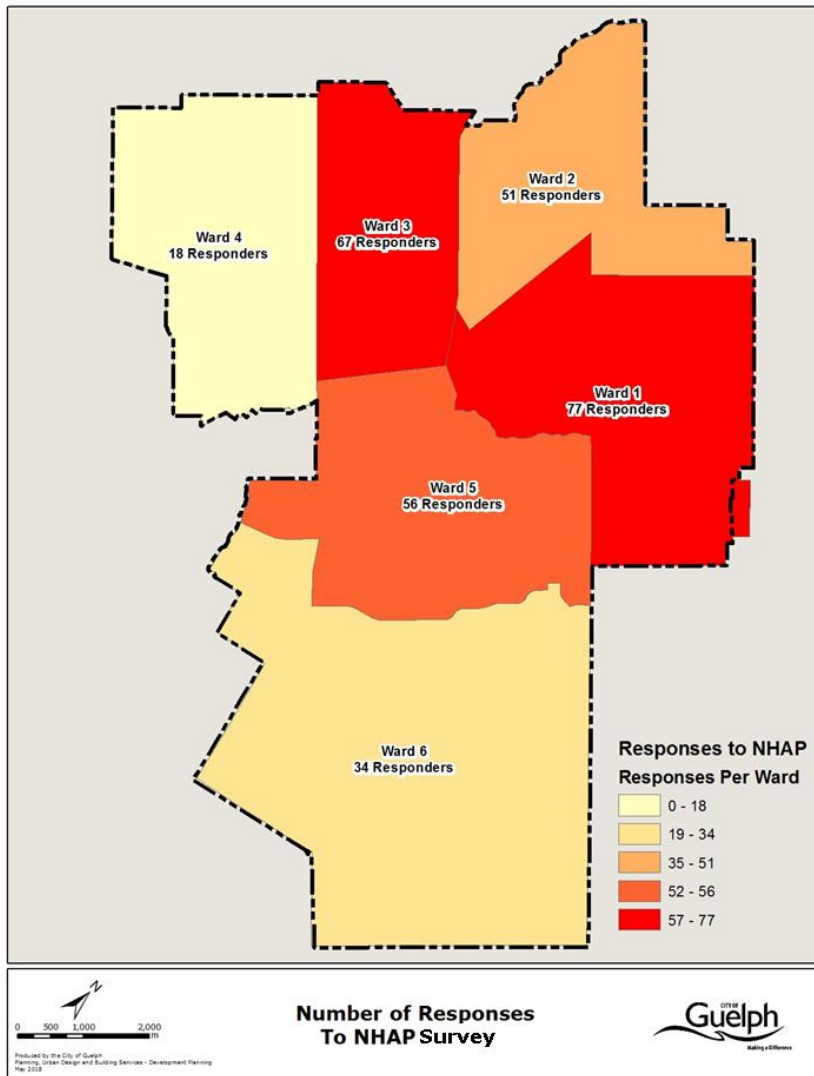 Ward 2
51 Responders
Ward 3
67 Responders
Ward 4
18 Responders
Ward 1
77 Responders
Ward 5
56 Responders
Ward 6
34 Responders
Responses to NHAP
Responses Per Ward
0 - 18
19 - 34
35 - 51
52 - 56
57 - 77
N
0 500 1,000 2,000
m
Produced by the City of Guelph
Planning, Urban Design and Building Services - Development Planning
May 2018
Number of Responses
To NHAP Survey
CITY OF
Guelph
Making a Difference